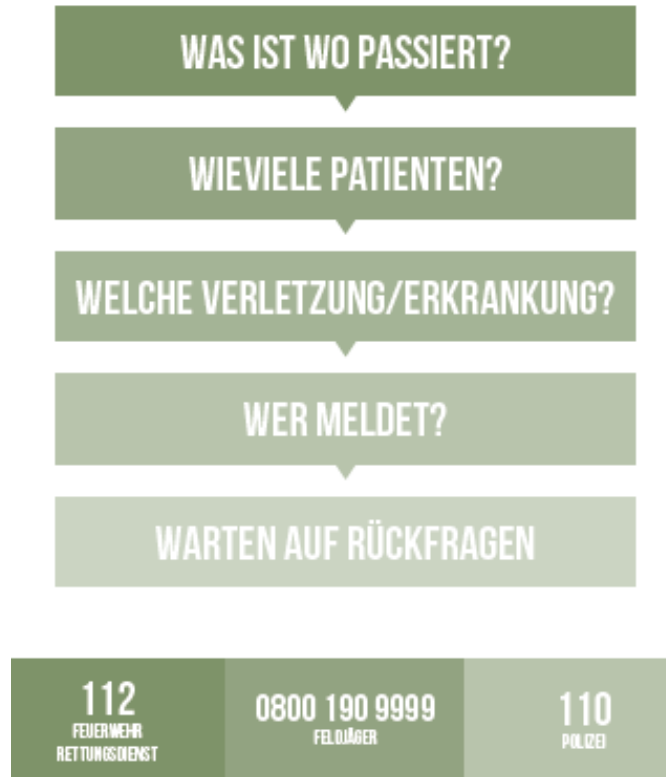 WAS IST WO PASSIERT?
WIEVIELE PATIENTEN?
WELCHE VERLETZUNG/ERKRANKUNG?
WER MELDET?
WARTEN AUF RÜCKFRAGEN
112
FEUERWEHR
RETTUNGSDIENST
0800 190 9999
FELDJÄGER
110
POLIZEI